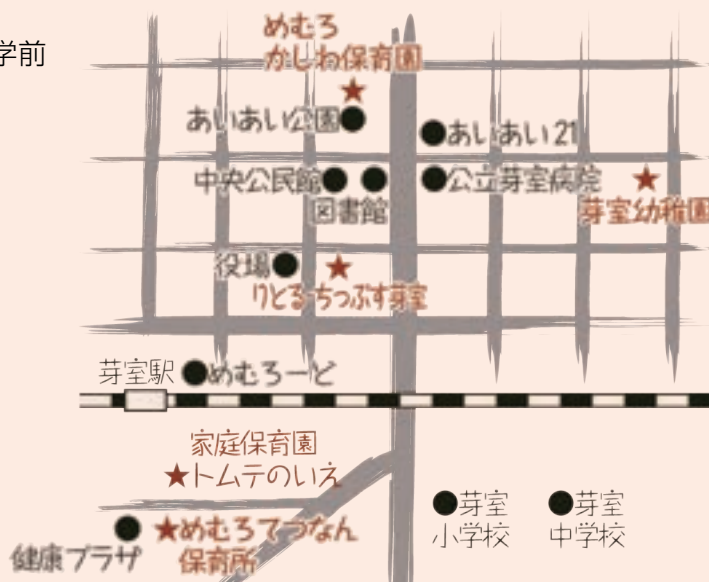 学前
めむろ
かしわ保育園
あいあい公園
あいあい21
中央公民館
図書館
公立芽室病院
芽室幼稚園
役場
りとる・ちっぷす芽室
芽室駅
めむろーど
家庭保育園
トムテのいえ
めむろてつなん
保育所
健康プラザ
芽室
小学校
芽室
中学校